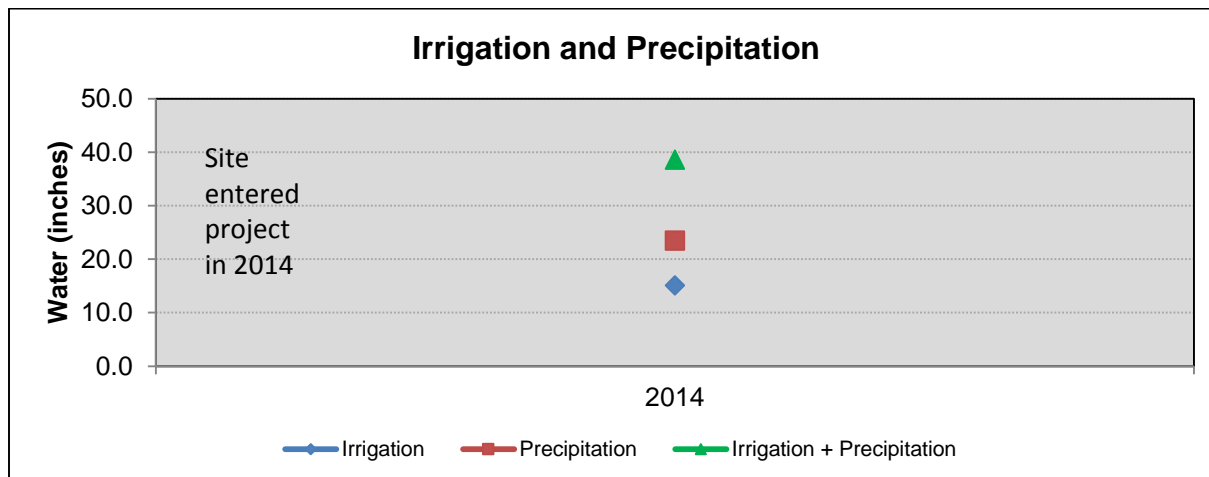 Irrigation and Precipitation
50.0
40.0
30.0
20.0
10.0
0.0
Water (inches)
Site
entered
project
in 2014
2014
Irrigation Precipitation Irrigation + Precipitation